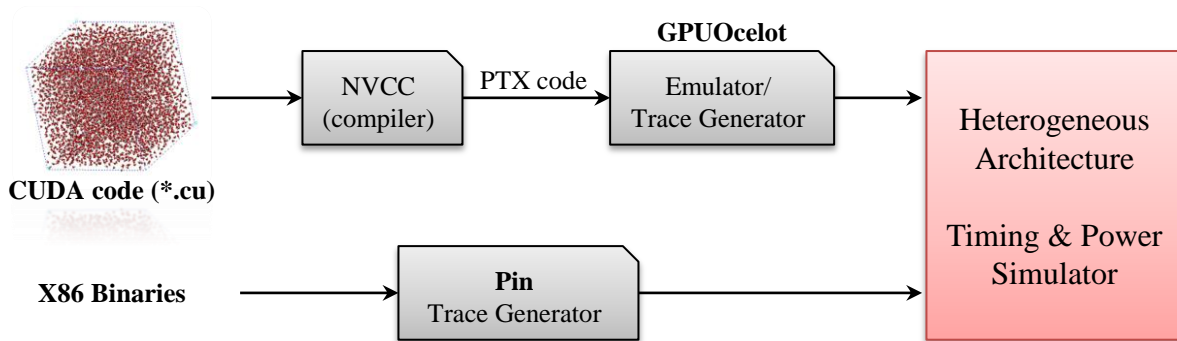 GPUOcelot
CUDA code (*.cu)
NVCC
(compiler)
PTX code
Emulator/
Trace Generator
Heterogeneous
Architecture
Timing & Power
Simulator
X86 Binaries
Pin
Trace Generator